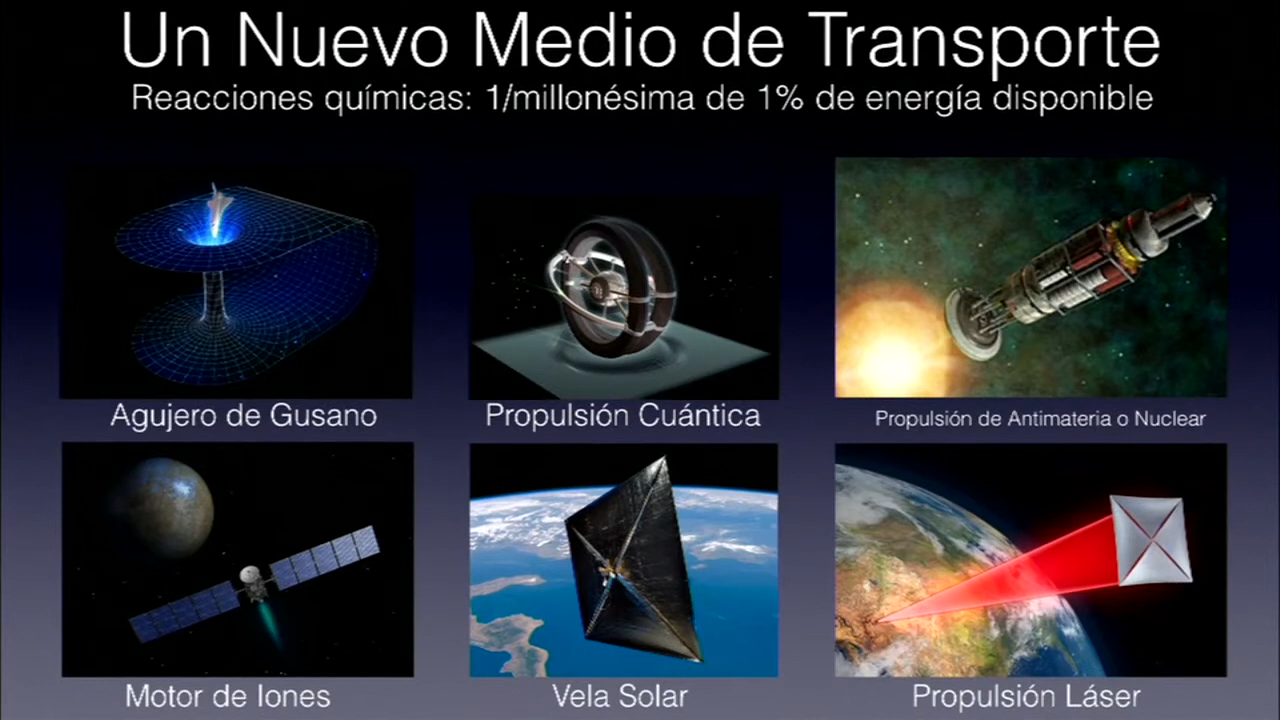 Un Nuevo Medio de Transporte
Reacciones químicas: 1/millonésima de 1% de energía disponible
Agujero de Gusano
Propulsión Cuántica
Propulsión de Antimateria o Nuclear
Motor de Iones
Vela Solar
Propulsión Láser